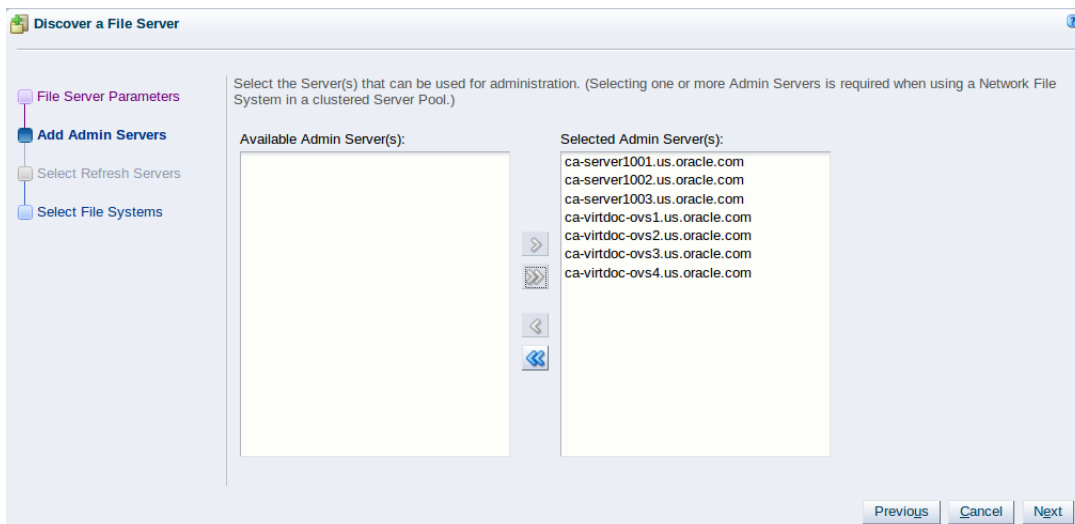 Discover a File Server
File Server Parameters
Add Admin Servers
Select Refresh Servers
Select File Systems
Select the Server(s) that can be used for administration. (Selecting one or more Admin Servers is required when using a Network File
System in a clustered Server Pool.)
Available Admin Server(s):
Selected Admin Server(s):
ca-server1001.us.oracle.com
ca-server1002.us.oracle.com
ca-server1003.us.oracle.com
ca-virtdoc-ovs1.us.oracle.com
ca-virtdoc-ovs2.us.oracle.com
ca-virtdoc-ovs3.us.oracle.com
ca-virtdoc-ovs4.us.oracle.com
Previous
Cancel
Next